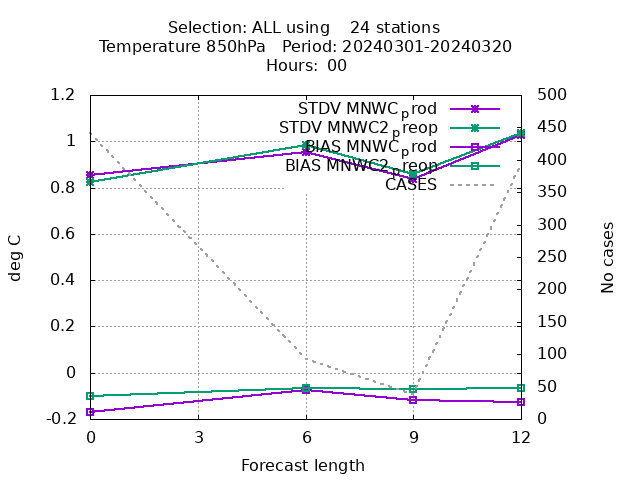 Selection: ALL using    24 stations
Temperature 850hPa   Period: 20240301-20240320
Hours:  00
STDV MNWC_prod
STDV MNWC2_preop
BIAS MNWC_prod
BIAS MNWC2_preop
CASES
1.2
1
0.8
0.6
0.4
0.2
0
-0.2
deg C
500
450
400
350
300
250
200
150
100
50
0
No cases
0 3 6 9 12
Forecast length